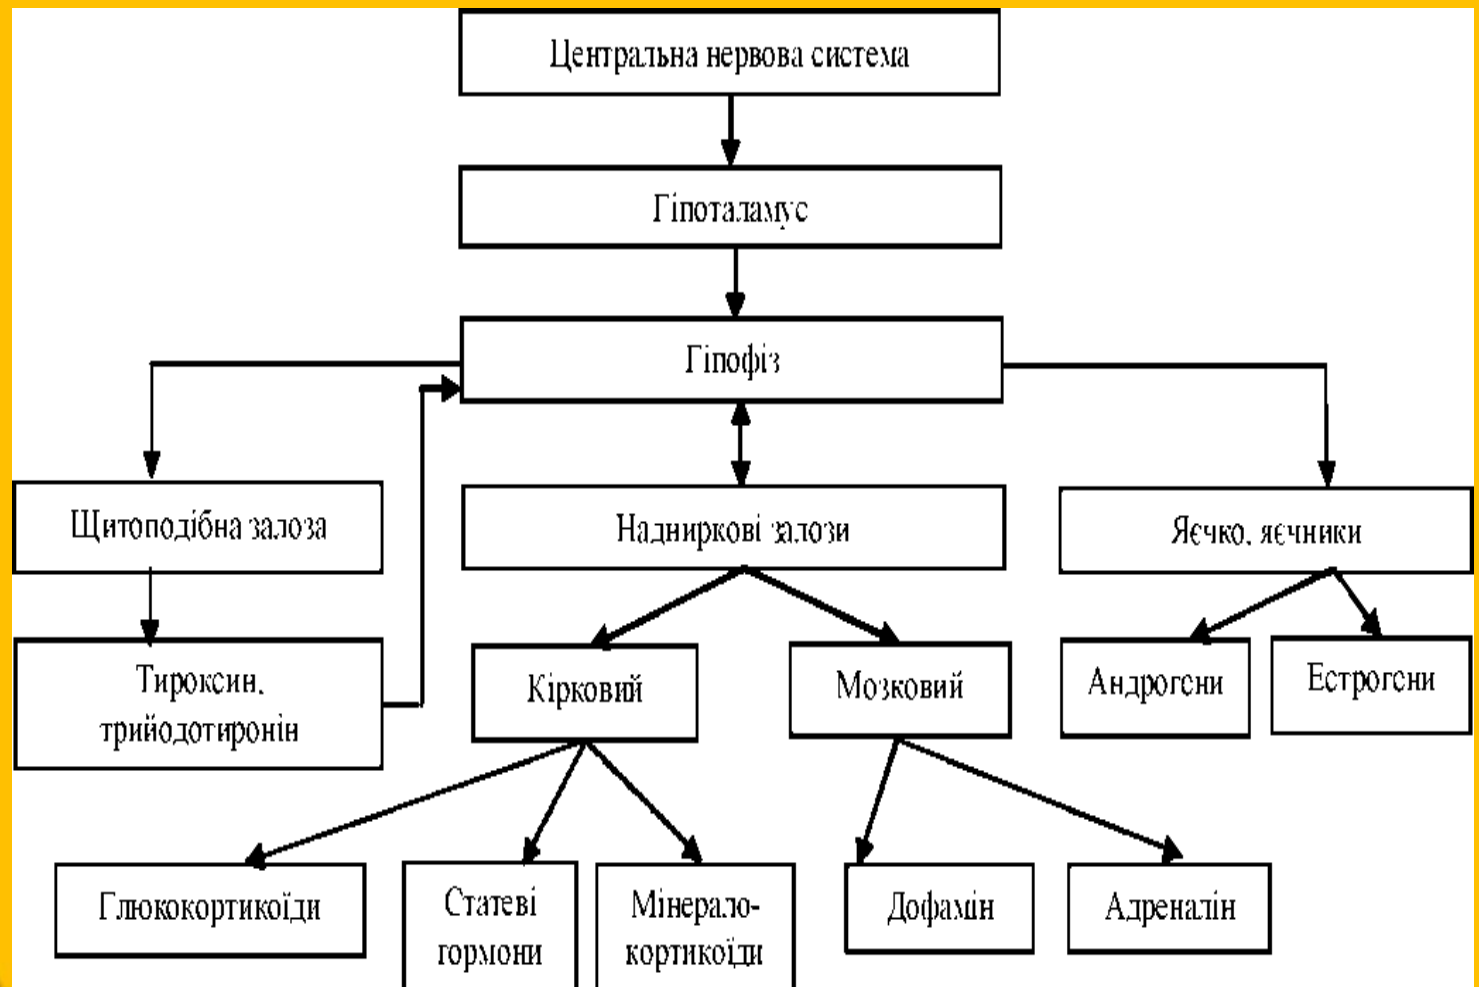 Центральна нервова система
Гіпоталамус
Гіпофіз
Щитоподібна залоза
Надниркові залози
Яєчко, яєчники
Тироксин,
трийодотиронін
Кірковий
Мозковий
Андрогени
Естрогени
Глюкокортикоїди
Статеві
гормони
Мінерало-
кортикоїди
Дофамін
Адреналін